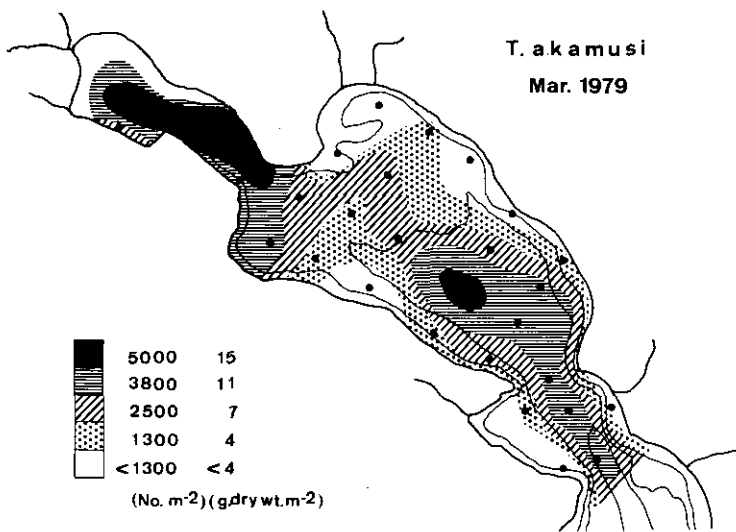 T. akamusi
Mar. 1979
5000 15
3800 11
2500 7
1300 4
<1300 <4
(No. m-2) (g.dry wt. m-2)